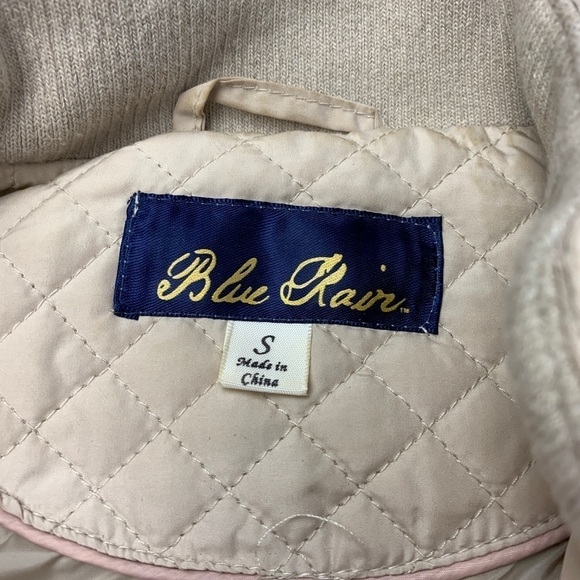 Blue Rain™
S
Made in
China